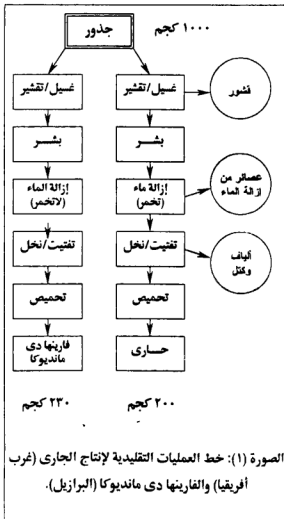 جذور
١٠٠٠ كجم
غسيل/تقشير
غسيل/تقشير
قشور
بشر
بشر
إزالة ماء
(تخمر)
إزالة الماء
(لاتخمر)
عصائر من
إزالة الماء
تفتيت/نخل
تفتيت/نخل
ألياف
وكتل
تحميص
تحميص
جارى
فارينها دى
مانديوكا
٢٠٠ كجم
٢٣٠ كجم
الصورة (١): خط العمليات التقليدية لإنتاج الجارى (غرب
أفريقيا) والفارينها دى مانديوكا (البرازيل).